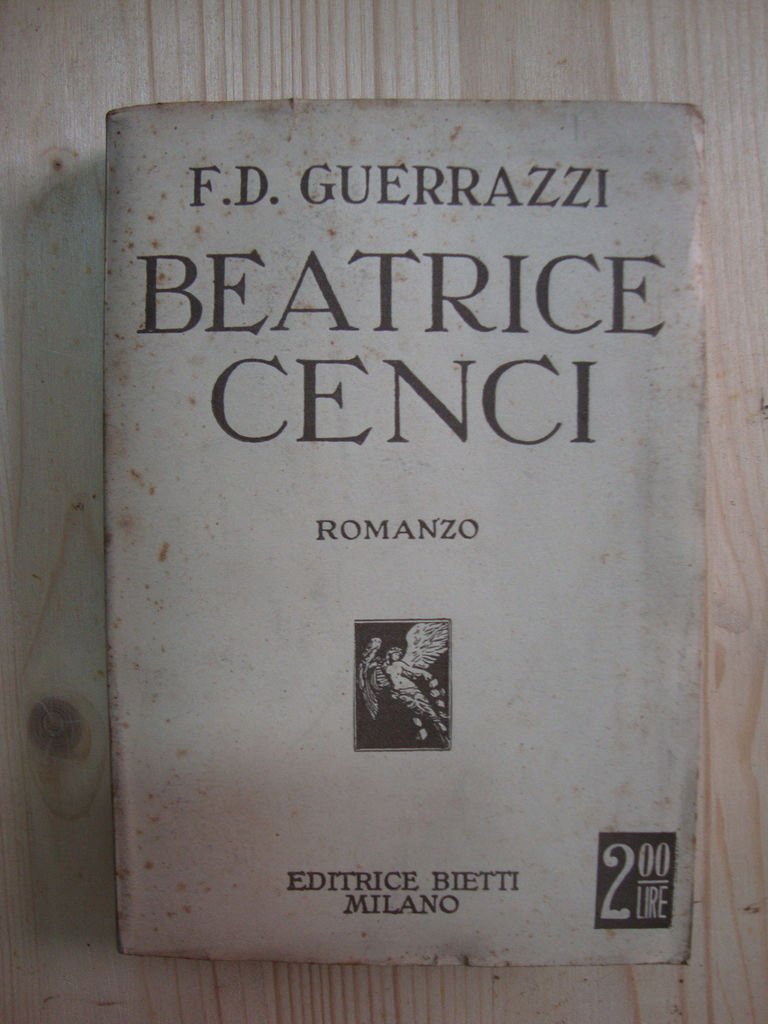 F.D. GUERRAZZI
BEATRICE
CENCI
ROMANZO
EDITRICE BIETTI
MILANO
2 00
LIRE